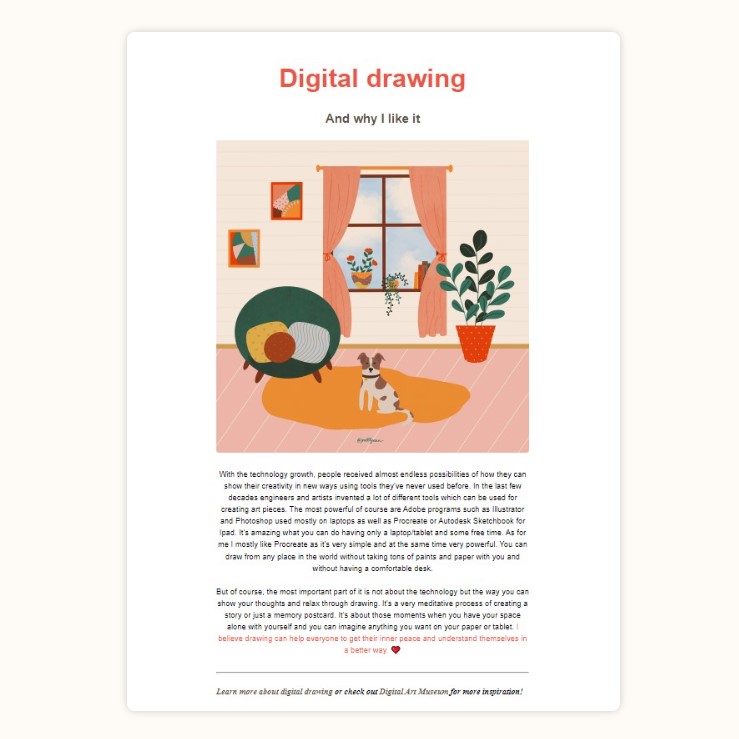 Digital drawing
And why I like it
With the technology growth, people received almost endless possibilities of how they can
show their creativity in new ways using tools they've never used before. In the last few
decades engineers and artists invented a lot of different tools which can be used for
creating art pieces. The most powerful of course are Adobe programs such as Illustrator
and Photoshop used mostly on laptops as well as Procreate or Autodesk Sketchbook for
Ipad. It's amazing what you can do having only a laptop/tablet and some free time. As for
me I mostly like Procreate as it's very simple and at the same time very powerful. You can
draw from any place in the world without taking tons of paints and paper with you and
without having a comfortable desk.
But of course, the most important part of it is not about the technology but the way you can
show your thoughts and relax through drawing. It's a very meditative process of creating a
story or just a memory postcard. It's about those moments when you have your space
alone with yourself and you can imagine anything you want on your paper or tablet. I
believe drawing can help everyone to get their inner peace and understand themselves in
a better way.
Learn more about digital drawing or check out Digital Art Museum for more inspiration!